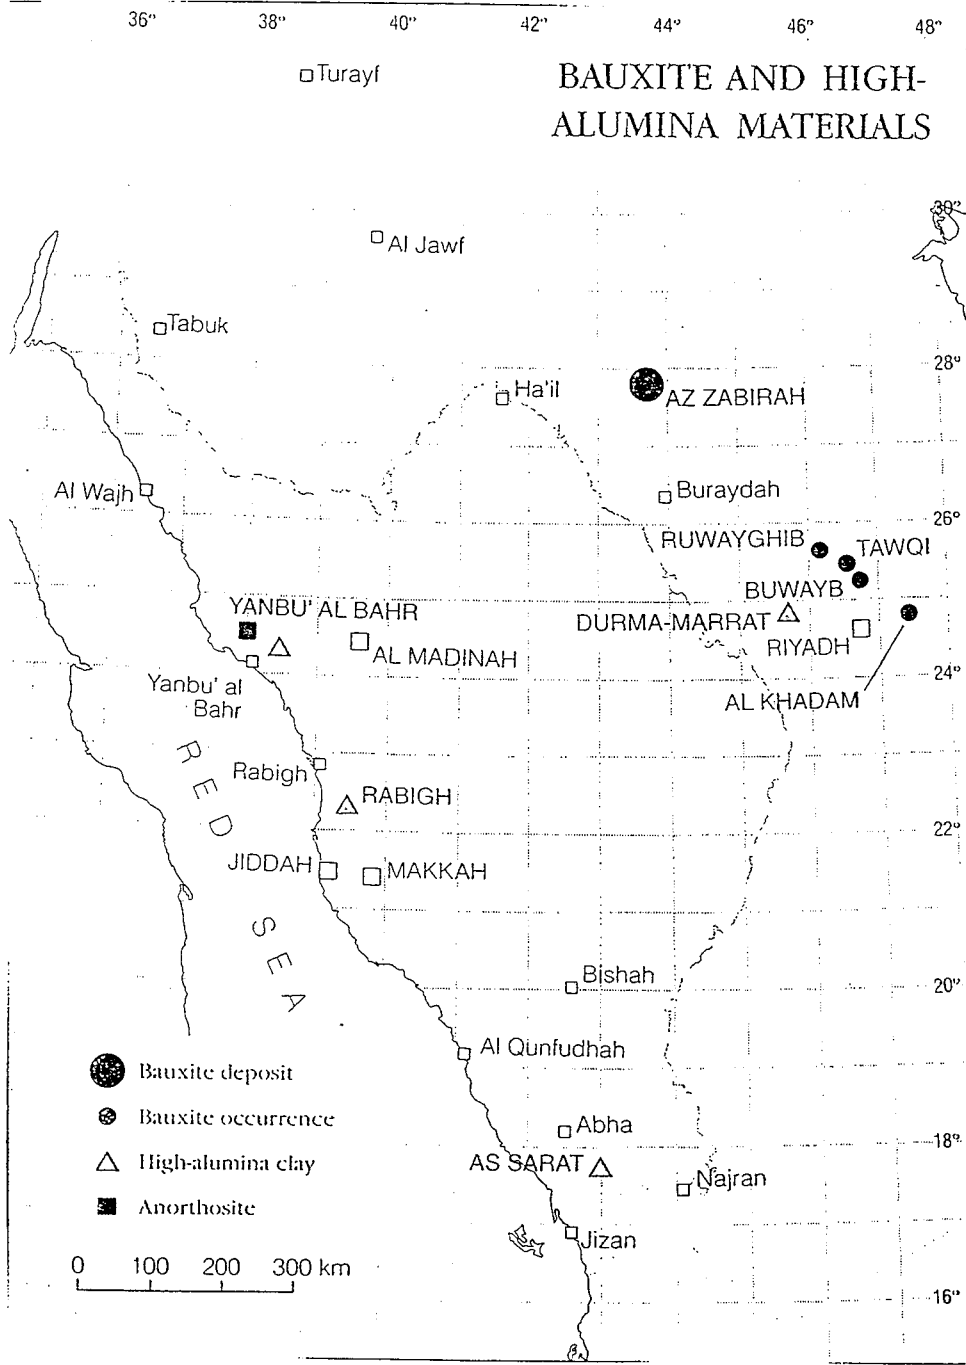 36° 38° 40° 42° 44° 46° 48°
Turayf
BAUXITE AND HIGH-
ALUMINA MATERIALS
30°
Al Jawf
Tabuk
28°
Ha'il
AZ ZABIRAH
Al Wajh
Buraydah
26°
RUWAYGHIB
TAWQI
BUWAYB
YANBU' AL BAHR
DURMA-MARRAT
RIYADH
AL MADINAH
24°
Yanbu' al
Bahr
AL KHADAM
RED SEA
Rabigh
RABIGH
22°
JIDDAH
MAKKAH
Bishah
20°
Al Qunfudhah
Bauxite deposit
Bauxite occurrence
Abha
18°
High-alumina clay
AS SARAT
Najran
Anorthosite
Jizan
0 100 200 300 km
16°